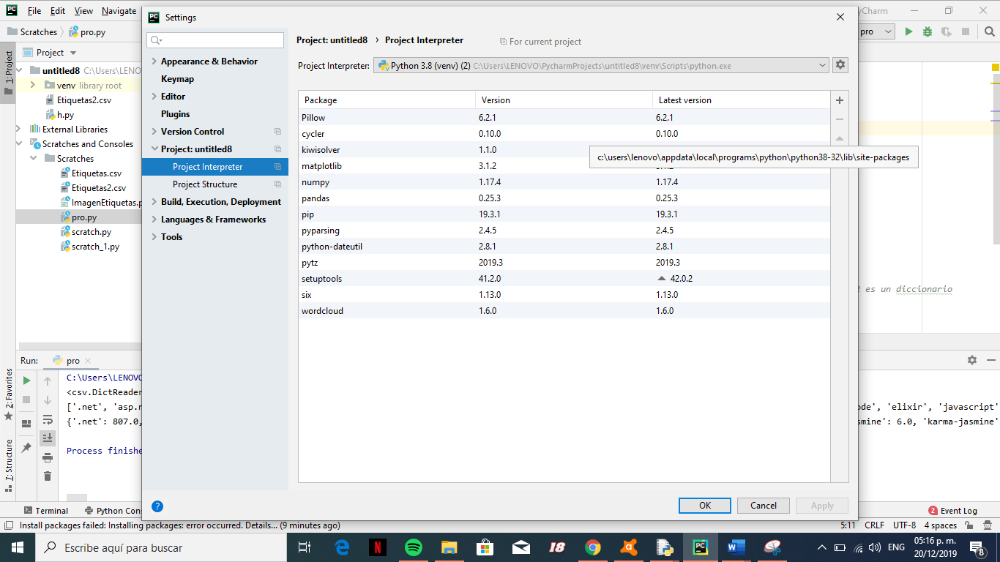 File Edit View Navigate
Settings
yCharm
Scratches pro.py
pro
Project
1: Project
untitled8 C:\Users\LENO
venv library root
Etiquetas2.csv
h.py
External Libraries
Scratches and Consoles
Scratches
Etiquetas.csv
Etiquetas2.csv
ImagenEtiquetas.p
pro.py
scratch.py
scratch_1.py
Appearance & Behavior
Keymap
Editor
Plugins
Version Control
Project: untitled8
Project Interpreter
Project Structure
Build, Execution, Deployment
Languages & Frameworks
Tools
Project: untitled8 › Project Interpreter
For current project
Project Interpreter: Python 3.8 (venv) (2) C:\Users\LENOVO\PycharmProjects\untitled8\venv\Scripts\python.exe
Package Version Latest version
Pillow 6.2.1 6.2.1
cycler 0.10.0 0.10.0
kiwisolver 1.1.0
c:\users\lenovo\appdata\local\programs\python\python38-32\lib\site-packages
matplotlib 3.1.2
numpy 1.17.4 1.17.4
pandas 0.25.3 0.25.3
pip 19.3.1 19.3.1
pyparsing 2.4.5 2.4.5
python-dateutil 2.8.1 2.8.1
pytz 2019.3 2019.3
setuptools 41.2.0 42.0.2
six 1.13.0 1.13.0
wordcloud 1.6.0 1.6.0
es un diccionario
OK Cancel Apply
Run: pro
C:\Users\LENOVO
<csv.DictReader
['.net', 'asp.n
ode', 'elixir', 'javascript'
{'.net': 807.0,
smine': 6.0, 'karma-jasmine'
Process finishe
2: Favorites
7: Structure
Terminal Python Con
2 Event Log
Install packages failed: Installing packages: error occurred. Details... (9 minutes ago)
5:11 CRLF UTF-8 4 spaces
Escribe aquí para buscar
18
ENG
05:16 p. m.
20/12/2019
8